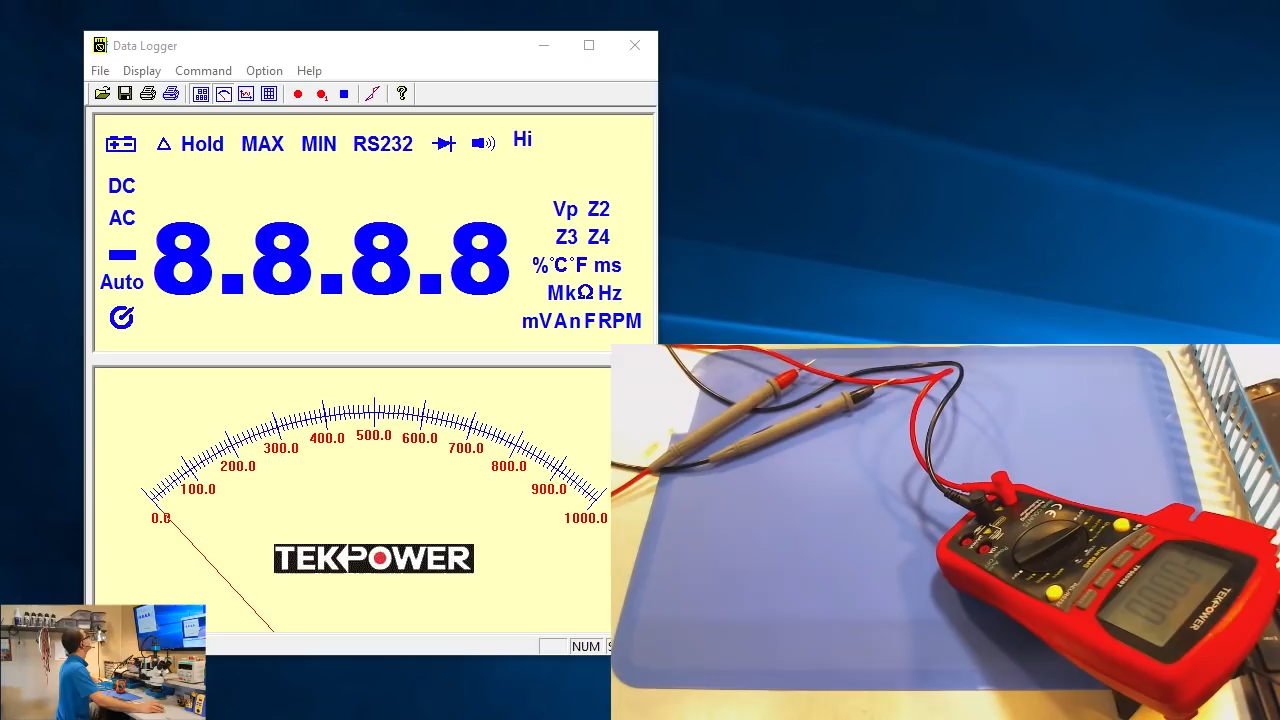 Data Logger
File Display Command Option Help
Hold MAX MIN RS232 Hi
DC
AC
-8.8.8.8
Auto
Vp Z2
Z3 Z4
%°C°F ms
MkΩ Hz
mVAnFRPM
0.0 100.0 200.0 300.0 400.0 500.0 600.0 700.0 800.0 900.0 1000.0
TEKPOWER
NUM
TEKPOWER